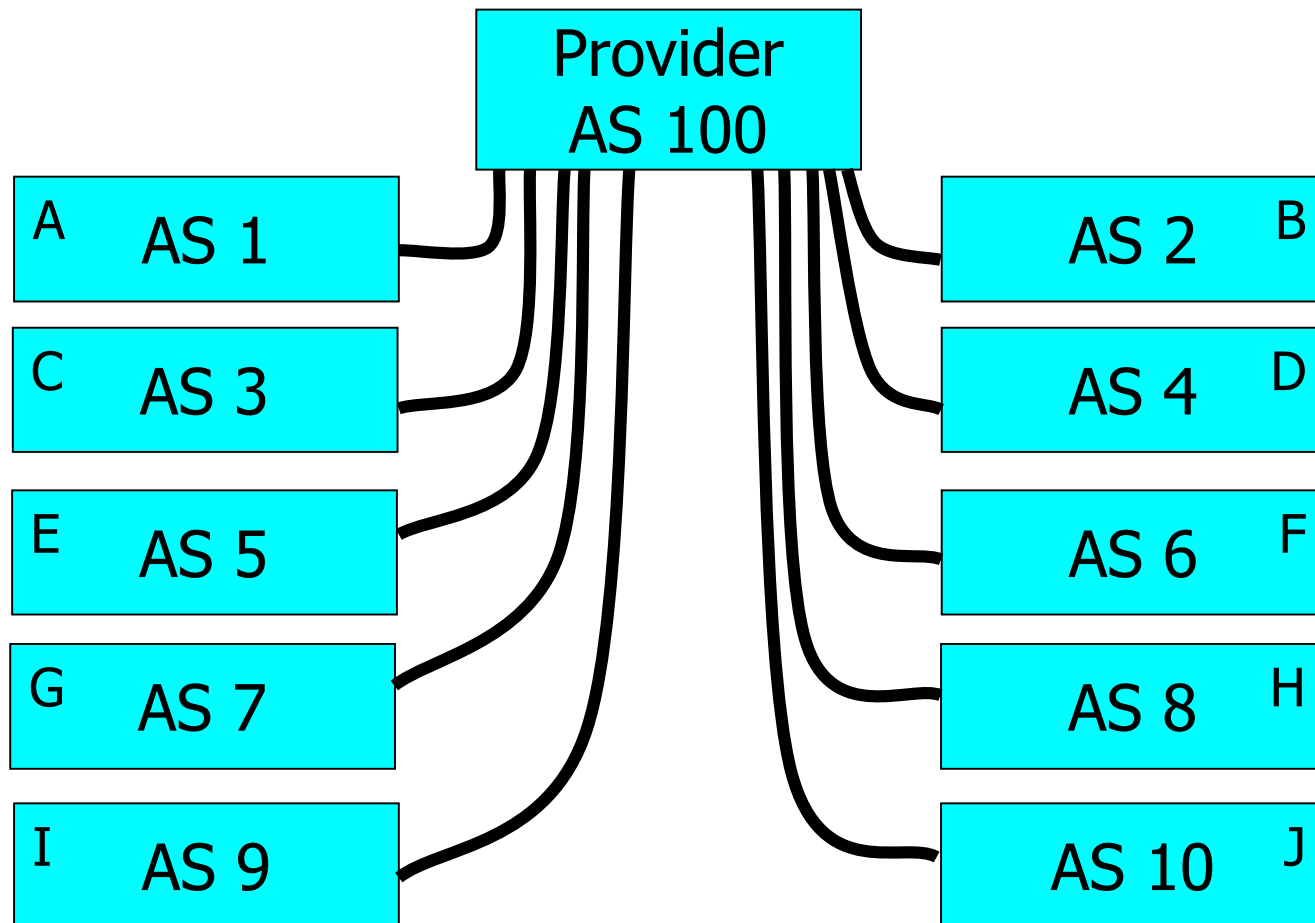 Provider
AS 100
A AS 1
AS 2 B
C AS 3
AS 4 D
E AS 5
AS 6 F
G AS 7
AS 8 H
I AS 9
AS 10 J